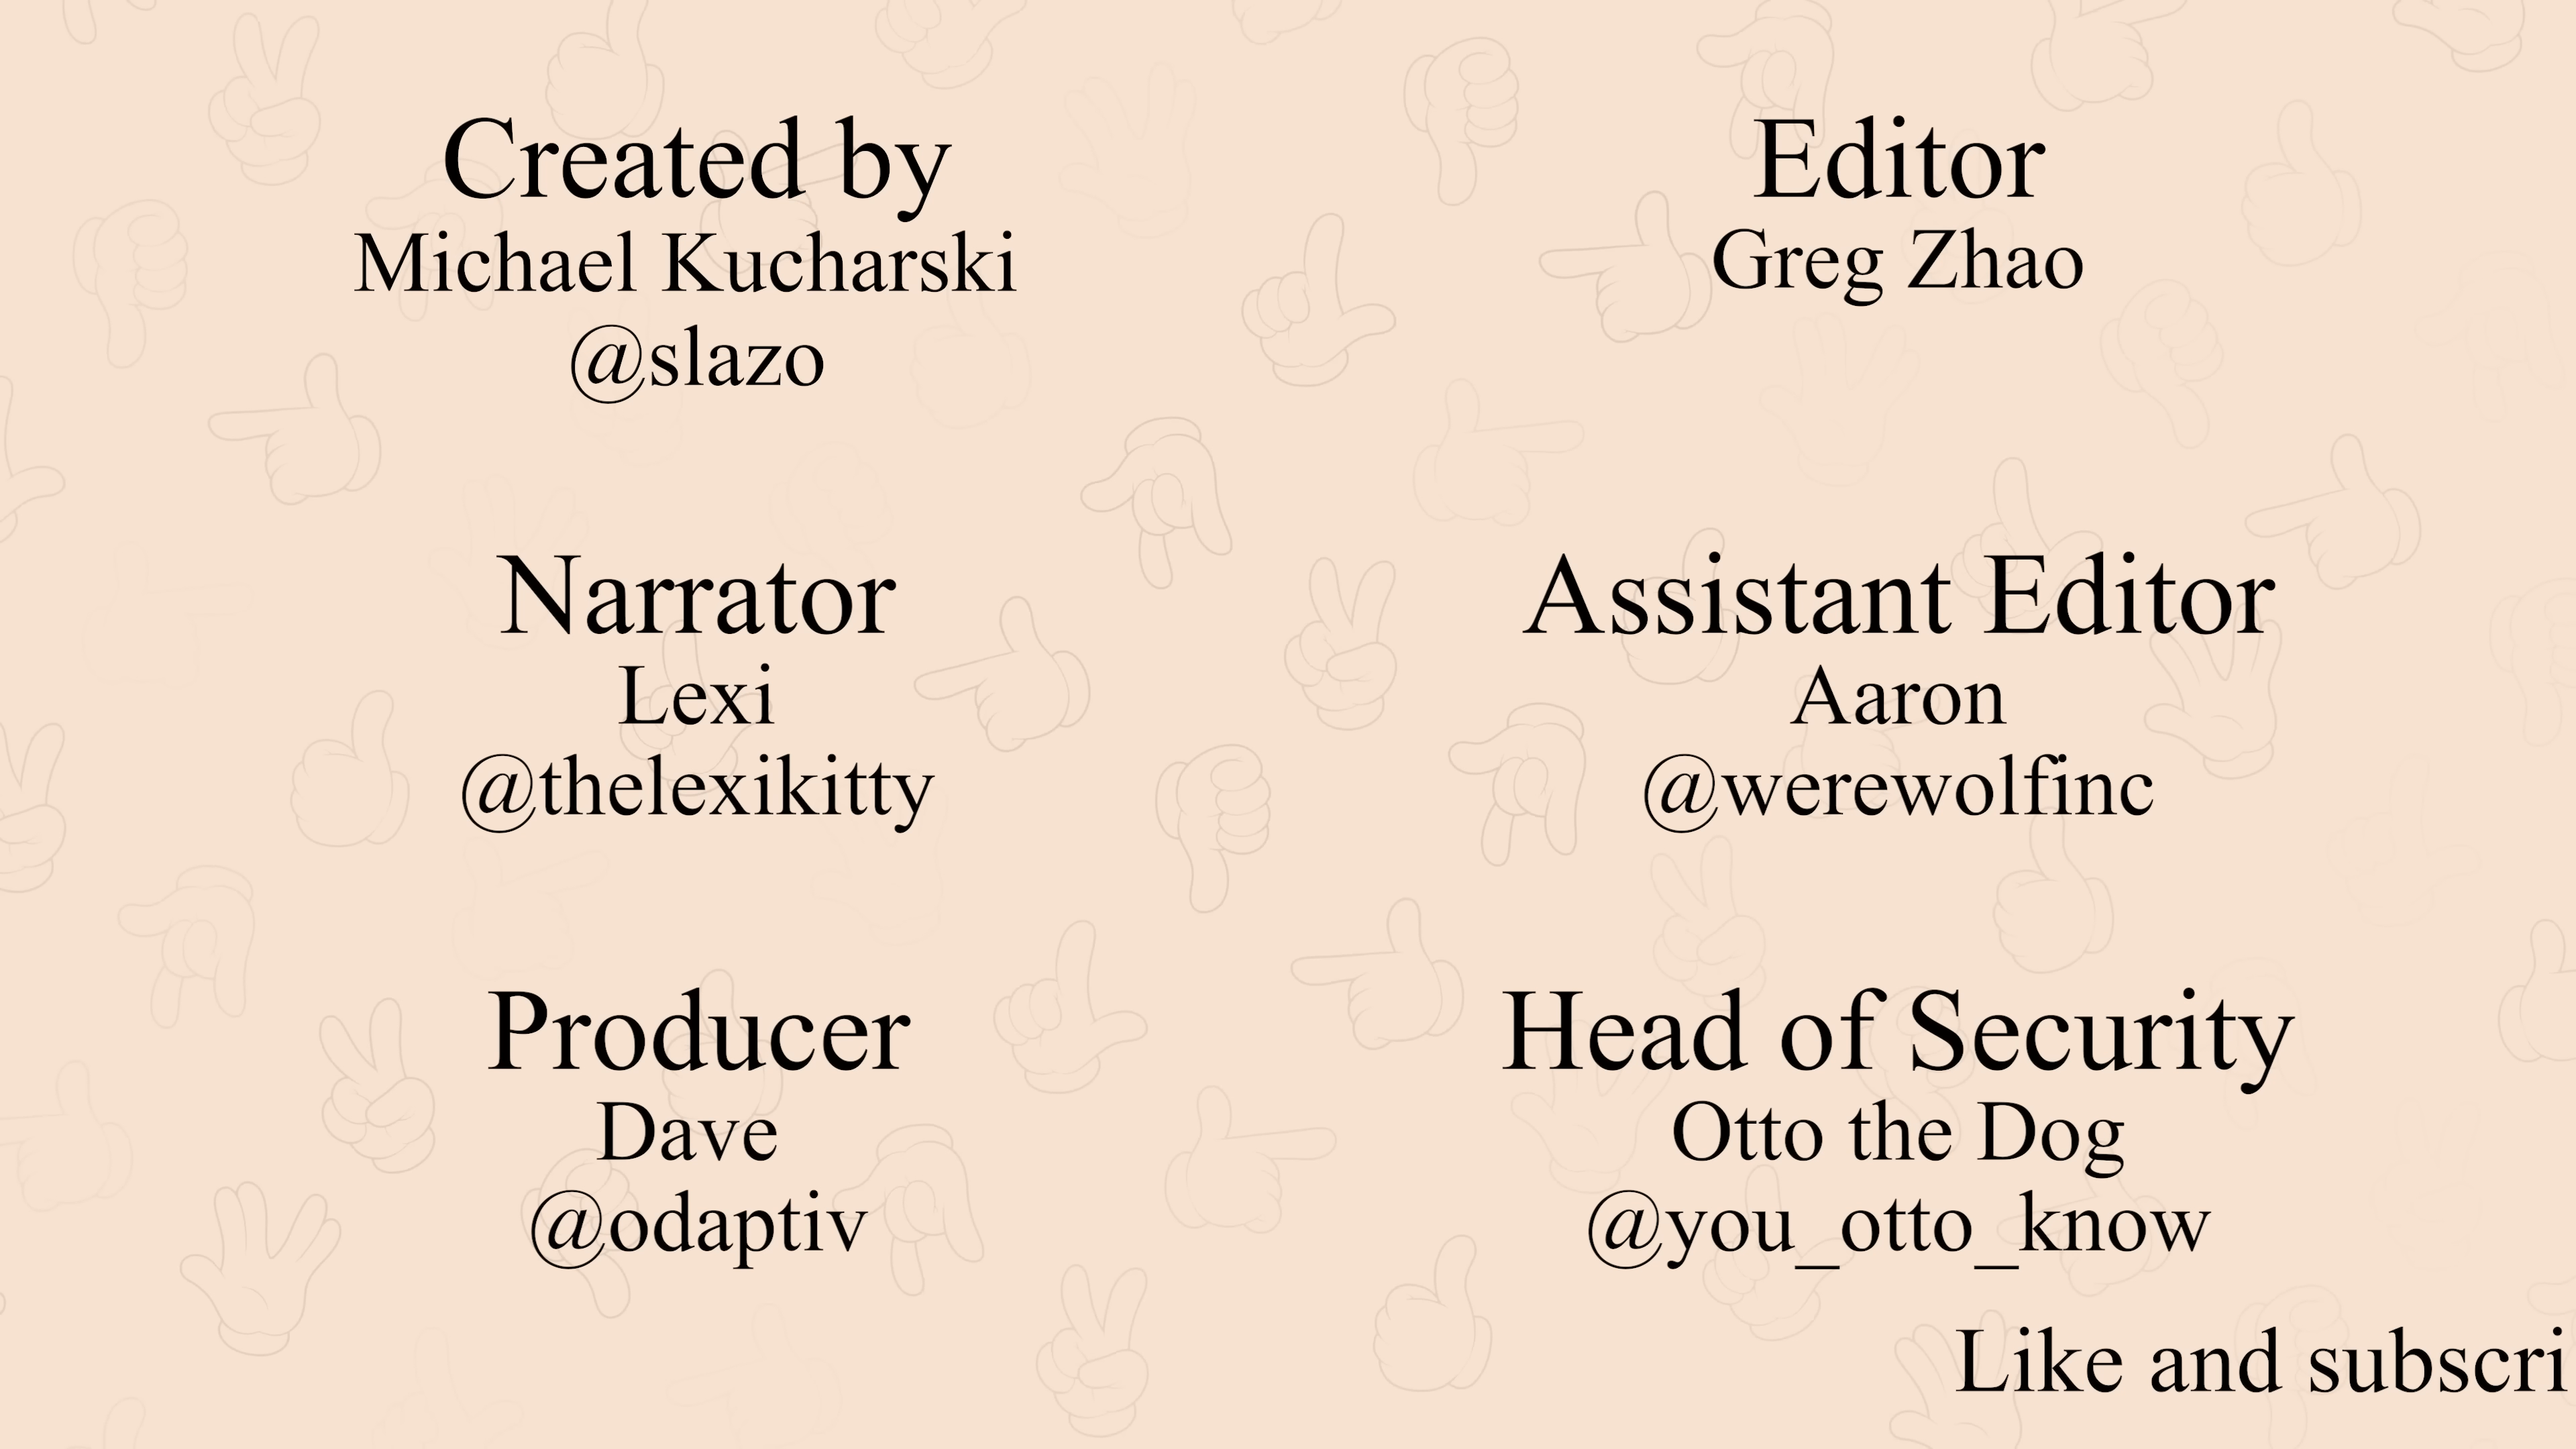 Created by
Michael Kucharski
@slazo
Editor
Greg Zhao
Narrator
Lexi
@thelexikitty
Assistant Editor
Aaron
@werewolfinc
Producer
Dave
@odaptiv
Head of Security
Otto the Dog
@you_otto_know
Like and subscri